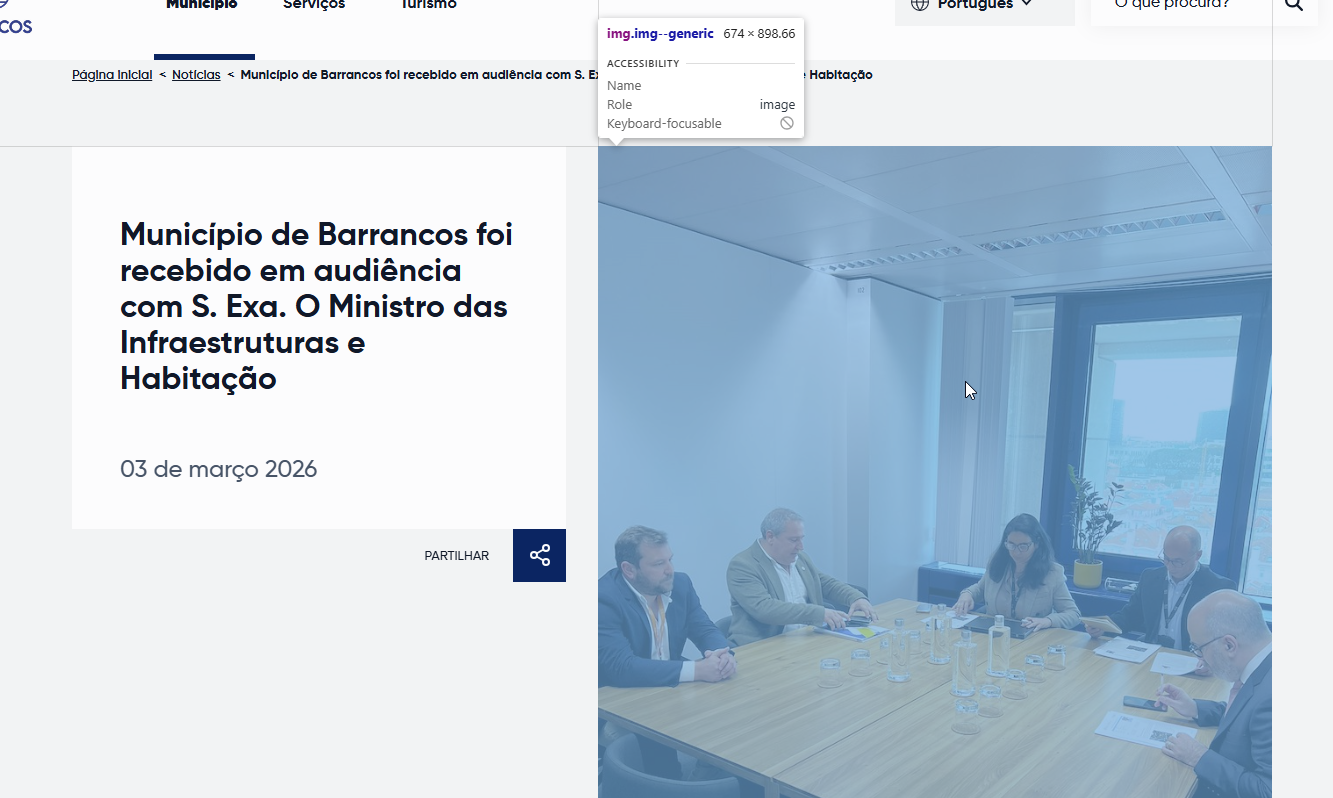 Município
Serviços
Turismo
Português
O que procura?
cos
img.img--generic 674 × 898.66
ACCESSIBILITY
Name
Role image
Keyboard-focusable
Página Inicial < Notícias < Município de Barrancos foi recebido em audiência com S. Ex Habitação
Município de Barrancos foi
recebido em audiência
com S. Exa. O Ministro das
Infraestruturas e
Habitação
03 de março 2026
PARTILHAR